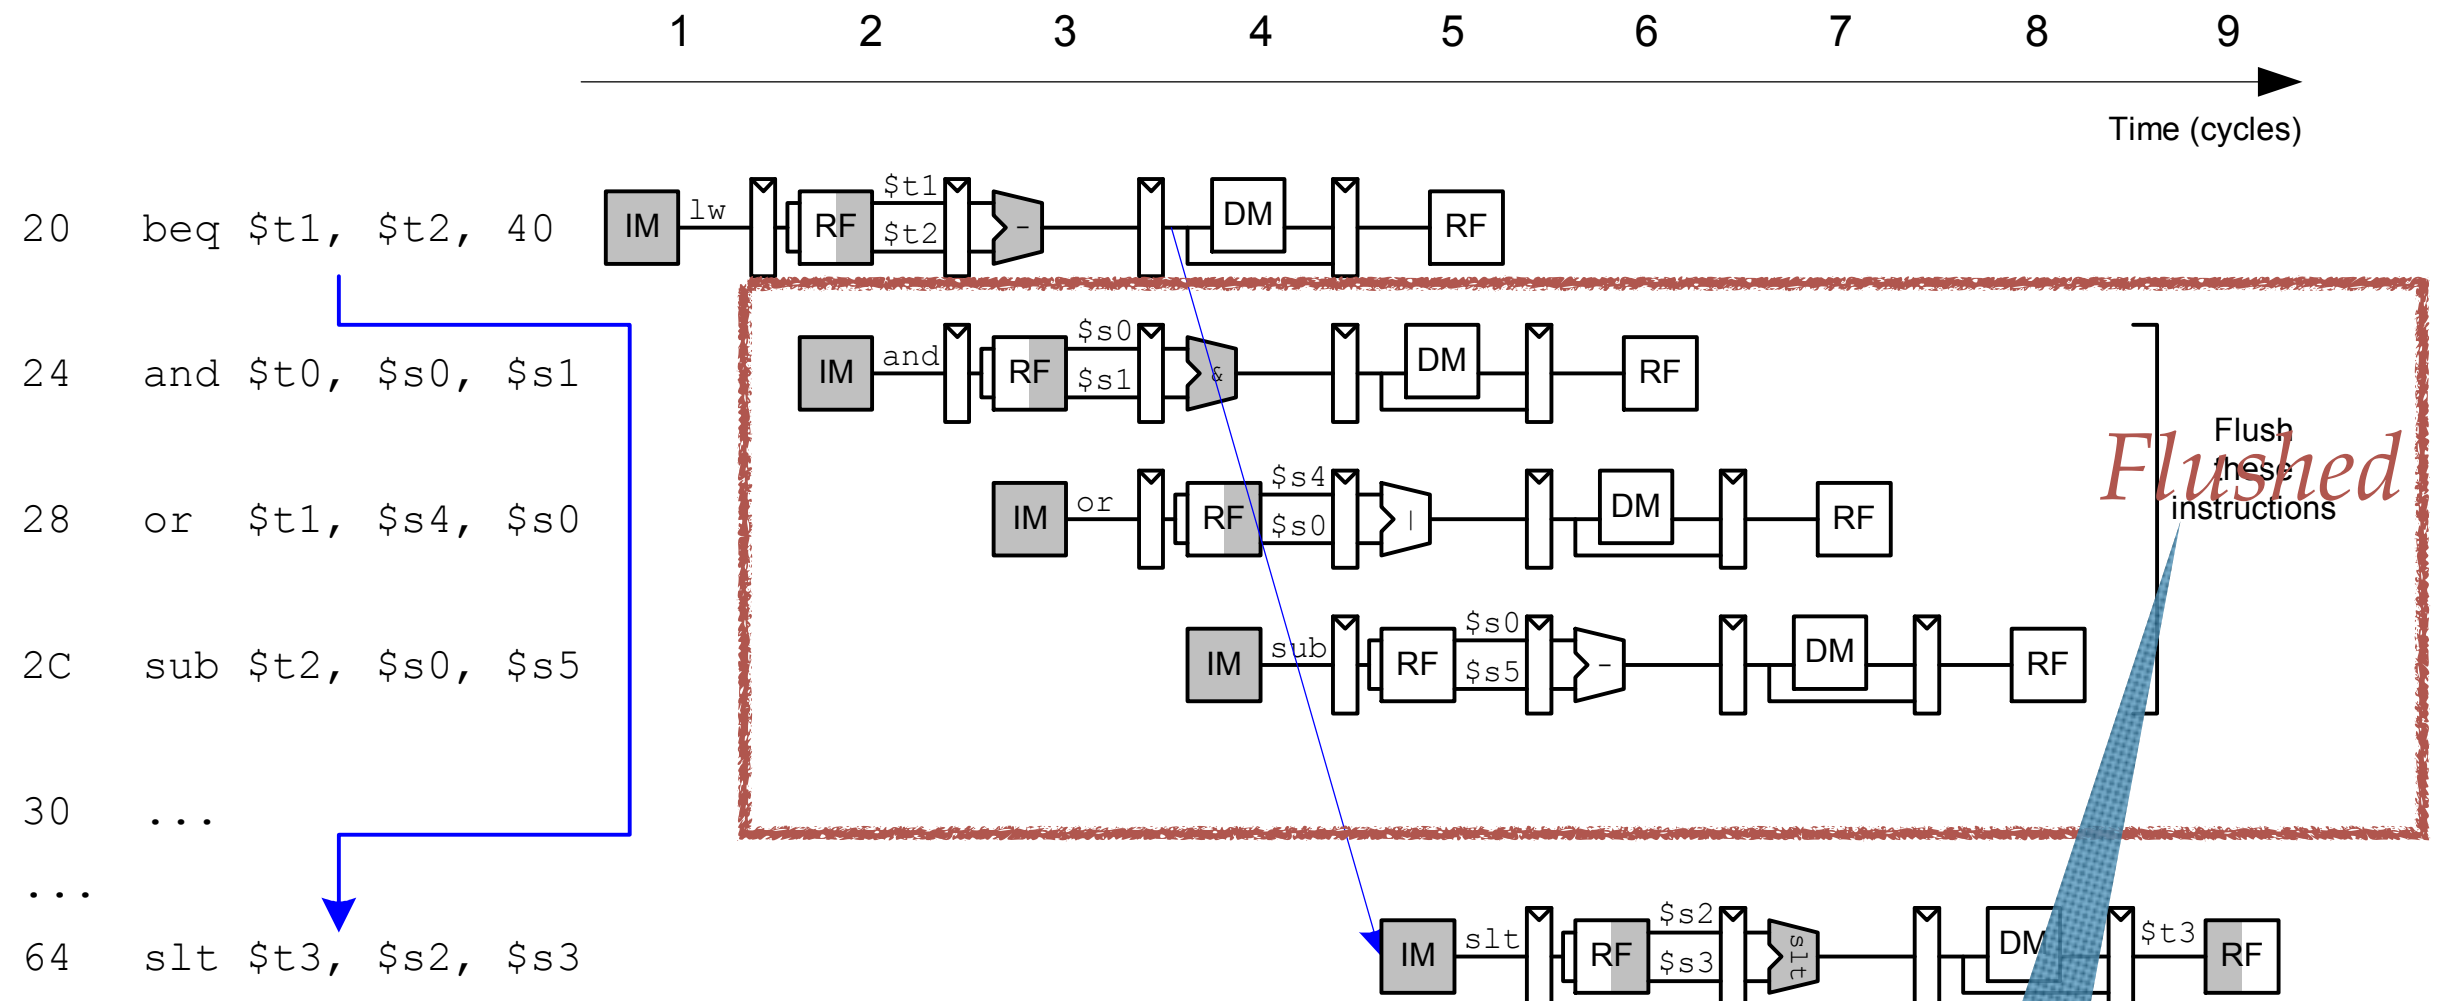 1 2 3 4 5 6 7 8 9
Time (cycles)
20 beq $t1, $t2, 40 IM lw RF $t1 $t2 - DM RF
24 and $t0, $s0, $s1 IM and RF $s0 $s1 & DM RF
28 or $t1, $s4, $s0 IM or RF $s4 $s0 | DM RF
2C sub $t2, $s0, $s5 IM sub RF $s0 $s5 - DM RF
Flush
these
instructions
Flushed
30 ...
...
64 slt $t3, $s2, $s3 IM slt RF $s2 $s3 slt DM $t3 RF